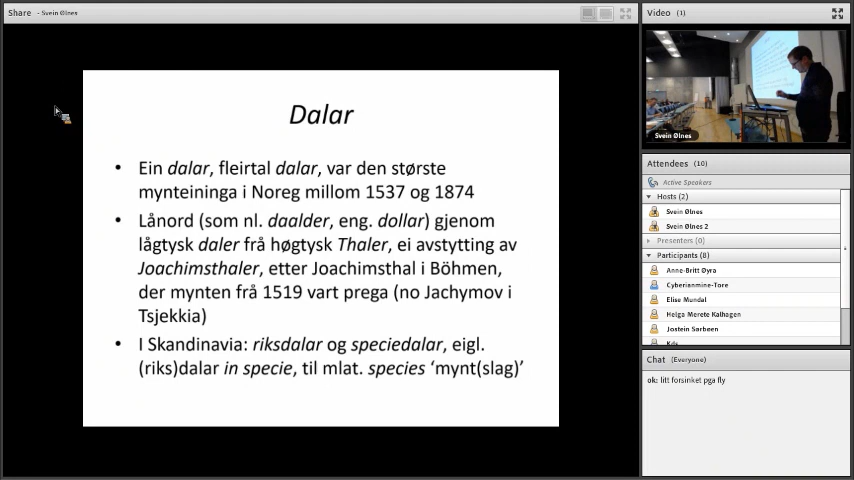 Share - Svein Ølnes
Dalar
• Ein dalar, fleirtal dalar, var den største
mynteininga i Noreg millom 1537 og 1874
• Lånord (som nl. daalder, eng. dollar) gjenom
lågtysk daler frå høgtysk Thaler, ei avstytting av
Joachimsthaler, etter Joachimsthal i Böhmen,
der mynten frå 1519 vart prega (no Jachymov i
Tsjekkia)
• I Skandinavia: riksdalar og speciedalar, eigl.
(riks)dalar in specie, til mlat. species ‘mynt(slag)’
Video (1)
Svein Ølnes
Attendees (10)
Active Speakers
Hosts (2)
Svein Ølnes
Svein Ølnes 2
Presenters (0)
Participants (8)
Anne-Britt Øyra
Cyberianmine-Tore
Elise Mundal
Helga Merete Kalhagen
Jostein Sørbøen
Chat (Everyone)
ok: litt forsinket pga fly